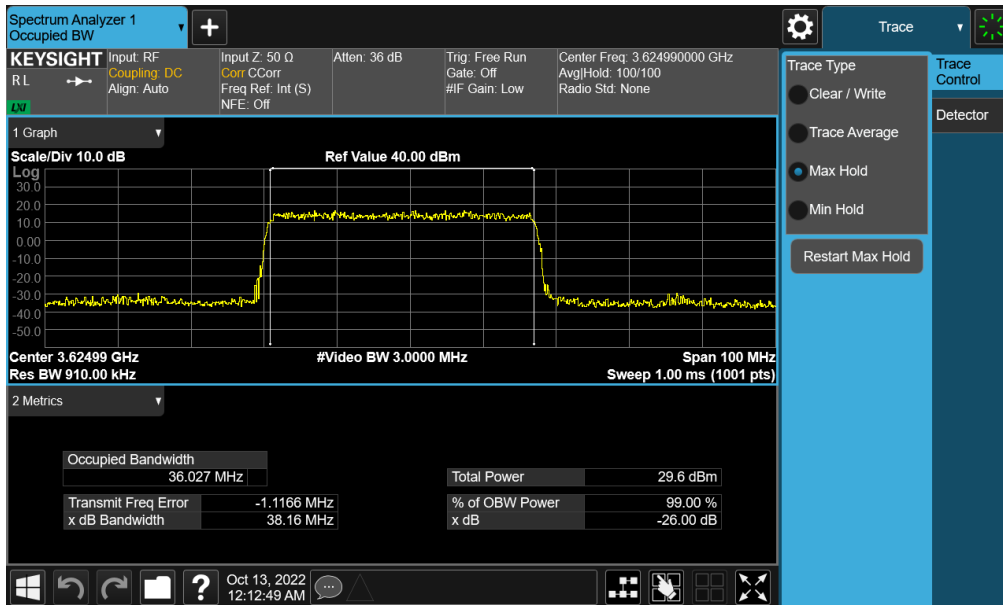 Spectrum Analyzer 1
Occupied BW
Trace
KEYSIGHT
R L
LXI
Input: RF
Coupling: DC
Align: Auto
Input Z: 50 Ω
Corr CCorr
Freq Ref: Int (S)
NFE: Off
Atten: 36 dB
Trig: Free Run
Gate: Off
#IF Gain: Low
Center Freq: 3.624990000 GHz
Avg|Hold: 100/100
Radio Std: None
Trace Type
Clear / Write
Trace Average
Max Hold
Min Hold
Restart Max Hold
Trace
Control
Detector
1 Graph
Scale/Div 10.0 dB
Ref Value 40.00 dBm
Log
30.0
20.0
10.0
0.00
-10.0
-20.0
-30.0
-40.0
-50.0
Center 3.62499 GHz
#Video BW 3.0000 MHz
Span 100 MHz
Res BW 910.00 kHz
Sweep 1.00 ms (1001 pts)
2 Metrics
Occupied Bandwidth
36.027 MHz
Total Power 29.6 dBm
Transmit Freq Error -1.1166 MHz
% of OBW Power 99.00 %
x dB Bandwidth 38.16 MHz
x dB -26.00 dB
?
Oct 13, 2022
12:12:49 AM